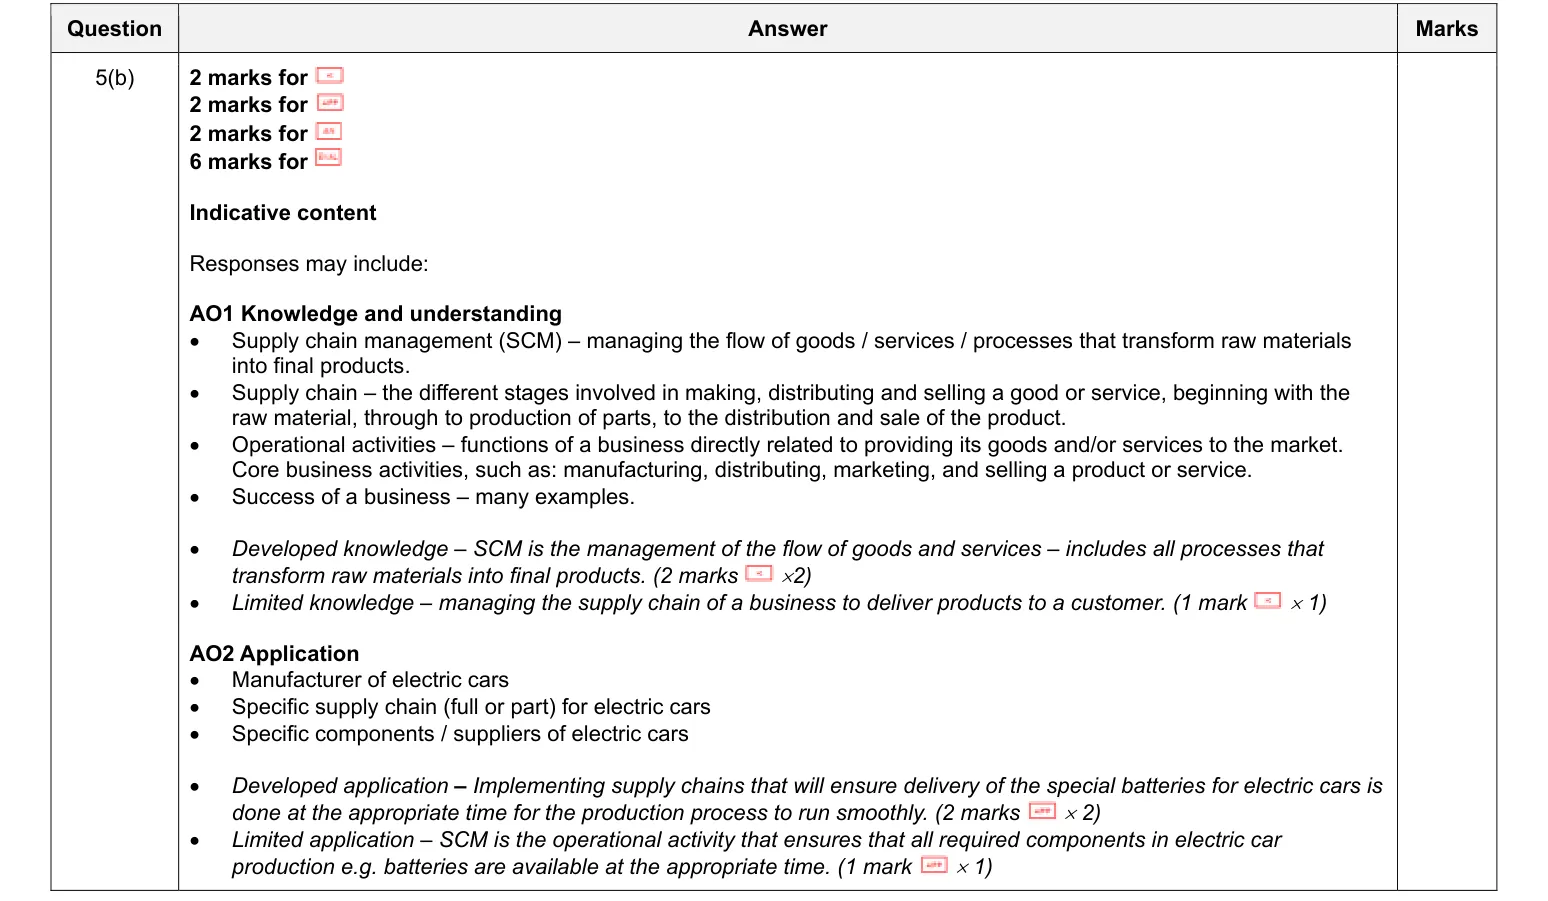 Question Answer Marks
5(b) 2 marks for
2 marks for APP
2 marks for AN
6 marks for EVAL
Indicative content
Responses may include:
AO1 Knowledge and understanding
• Supply chain management (SCM) – managing the flow of goods / services / processes that transform raw materials
into final products.
• Supply chain – the different stages involved in making, distributing and selling a good or service, beginning with the
raw material, through to production of parts, to the distribution and sale of the product.
• Operational activities – functions of a business directly related to providing its goods and/or services to the market.
Core business activities, such as: manufacturing, distributing, marketing, and selling a product or service.
• Success of a business – many examples.
• Developed knowledge – SCM is the management of the flow of goods and services – includes all processes that
transform raw materials into final products. (2 marks ×2)
• Limited knowledge – managing the supply chain of a business to deliver products to a customer. (1 mark × 1)
AO2 Application
• Manufacturer of electric cars
• Specific supply chain (full or part) for electric cars
• Specific components / suppliers of electric cars
• Developed application – Implementing supply chains that will ensure delivery of the special batteries for electric cars is
done at the appropriate time for the production process to run smoothly. (2 marks APP × 2)
• Limited application – SCM is the operational activity that ensures that all required components in electric car
production e.g. batteries are available at the appropriate time. (1 mark APP × 1)